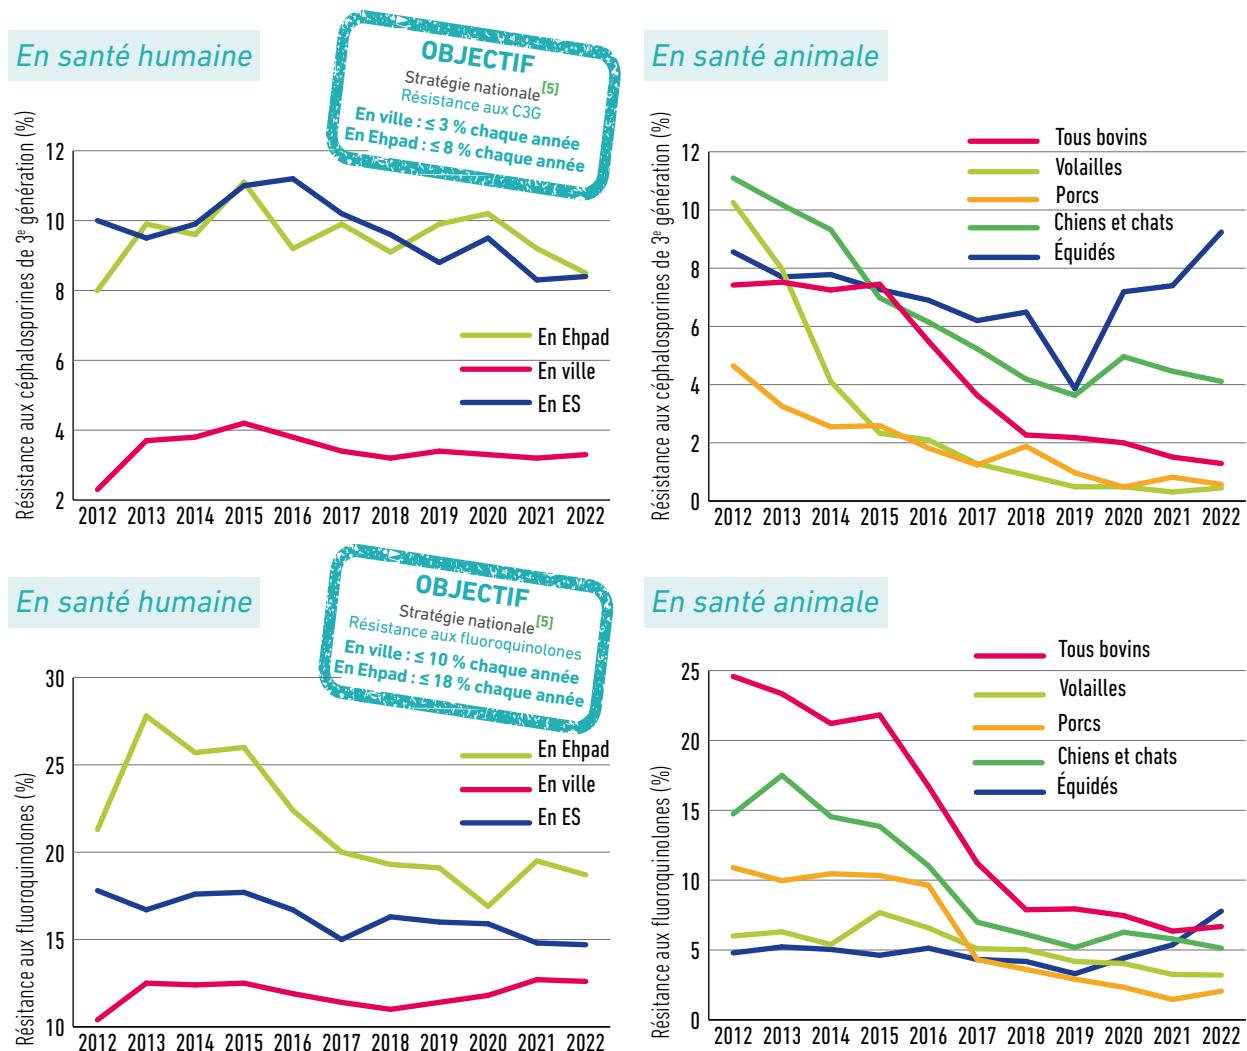 En santé humaine
OBJECTIF
Stratégie nationale[5]
Résistance aux C3G
En ville : ≤ 3 % chaque année
En Ehpad : ≤ 8 % chaque année
Résistance aux céphalosporines de 3e génération (%)
12
10
8
6
4
2
En Ehpad
En ville
En ES
2012 2013 2014 2015 2016 2017 2018 2019 2020 2021 2022
En santé animale
Résistance aux céphalosporines de 3e génération (%)
12
10
8
6
4
2
0
Tous bovins
Volailles
Porcs
Chiens et chats
Équidés
2012 2013 2014 2015 2016 2017 2018 2019 2020 2021 2022
En santé humaine
OBJECTIF
Stratégie nationale[5]
Résistance aux fluoroquinolones
En ville : ≤ 10 % chaque année
En Ehpad : ≤ 18 % chaque année
Résitance aux fluoroquinolones (%)
30
25
20
15
10
En Ehpad
En ville
En ES
2012 2013 2014 2015 2016 2017 2018 2019 2020 2021 2022
En santé animale
Résistance aux fluoroquinolones (%)
25
20
15
10
5
0
Tous bovins
Volailles
Porcs
Chiens et chats
Équidés
2012 2013 2014 2015 2016 2017 2018 2019 2020 2021 2022